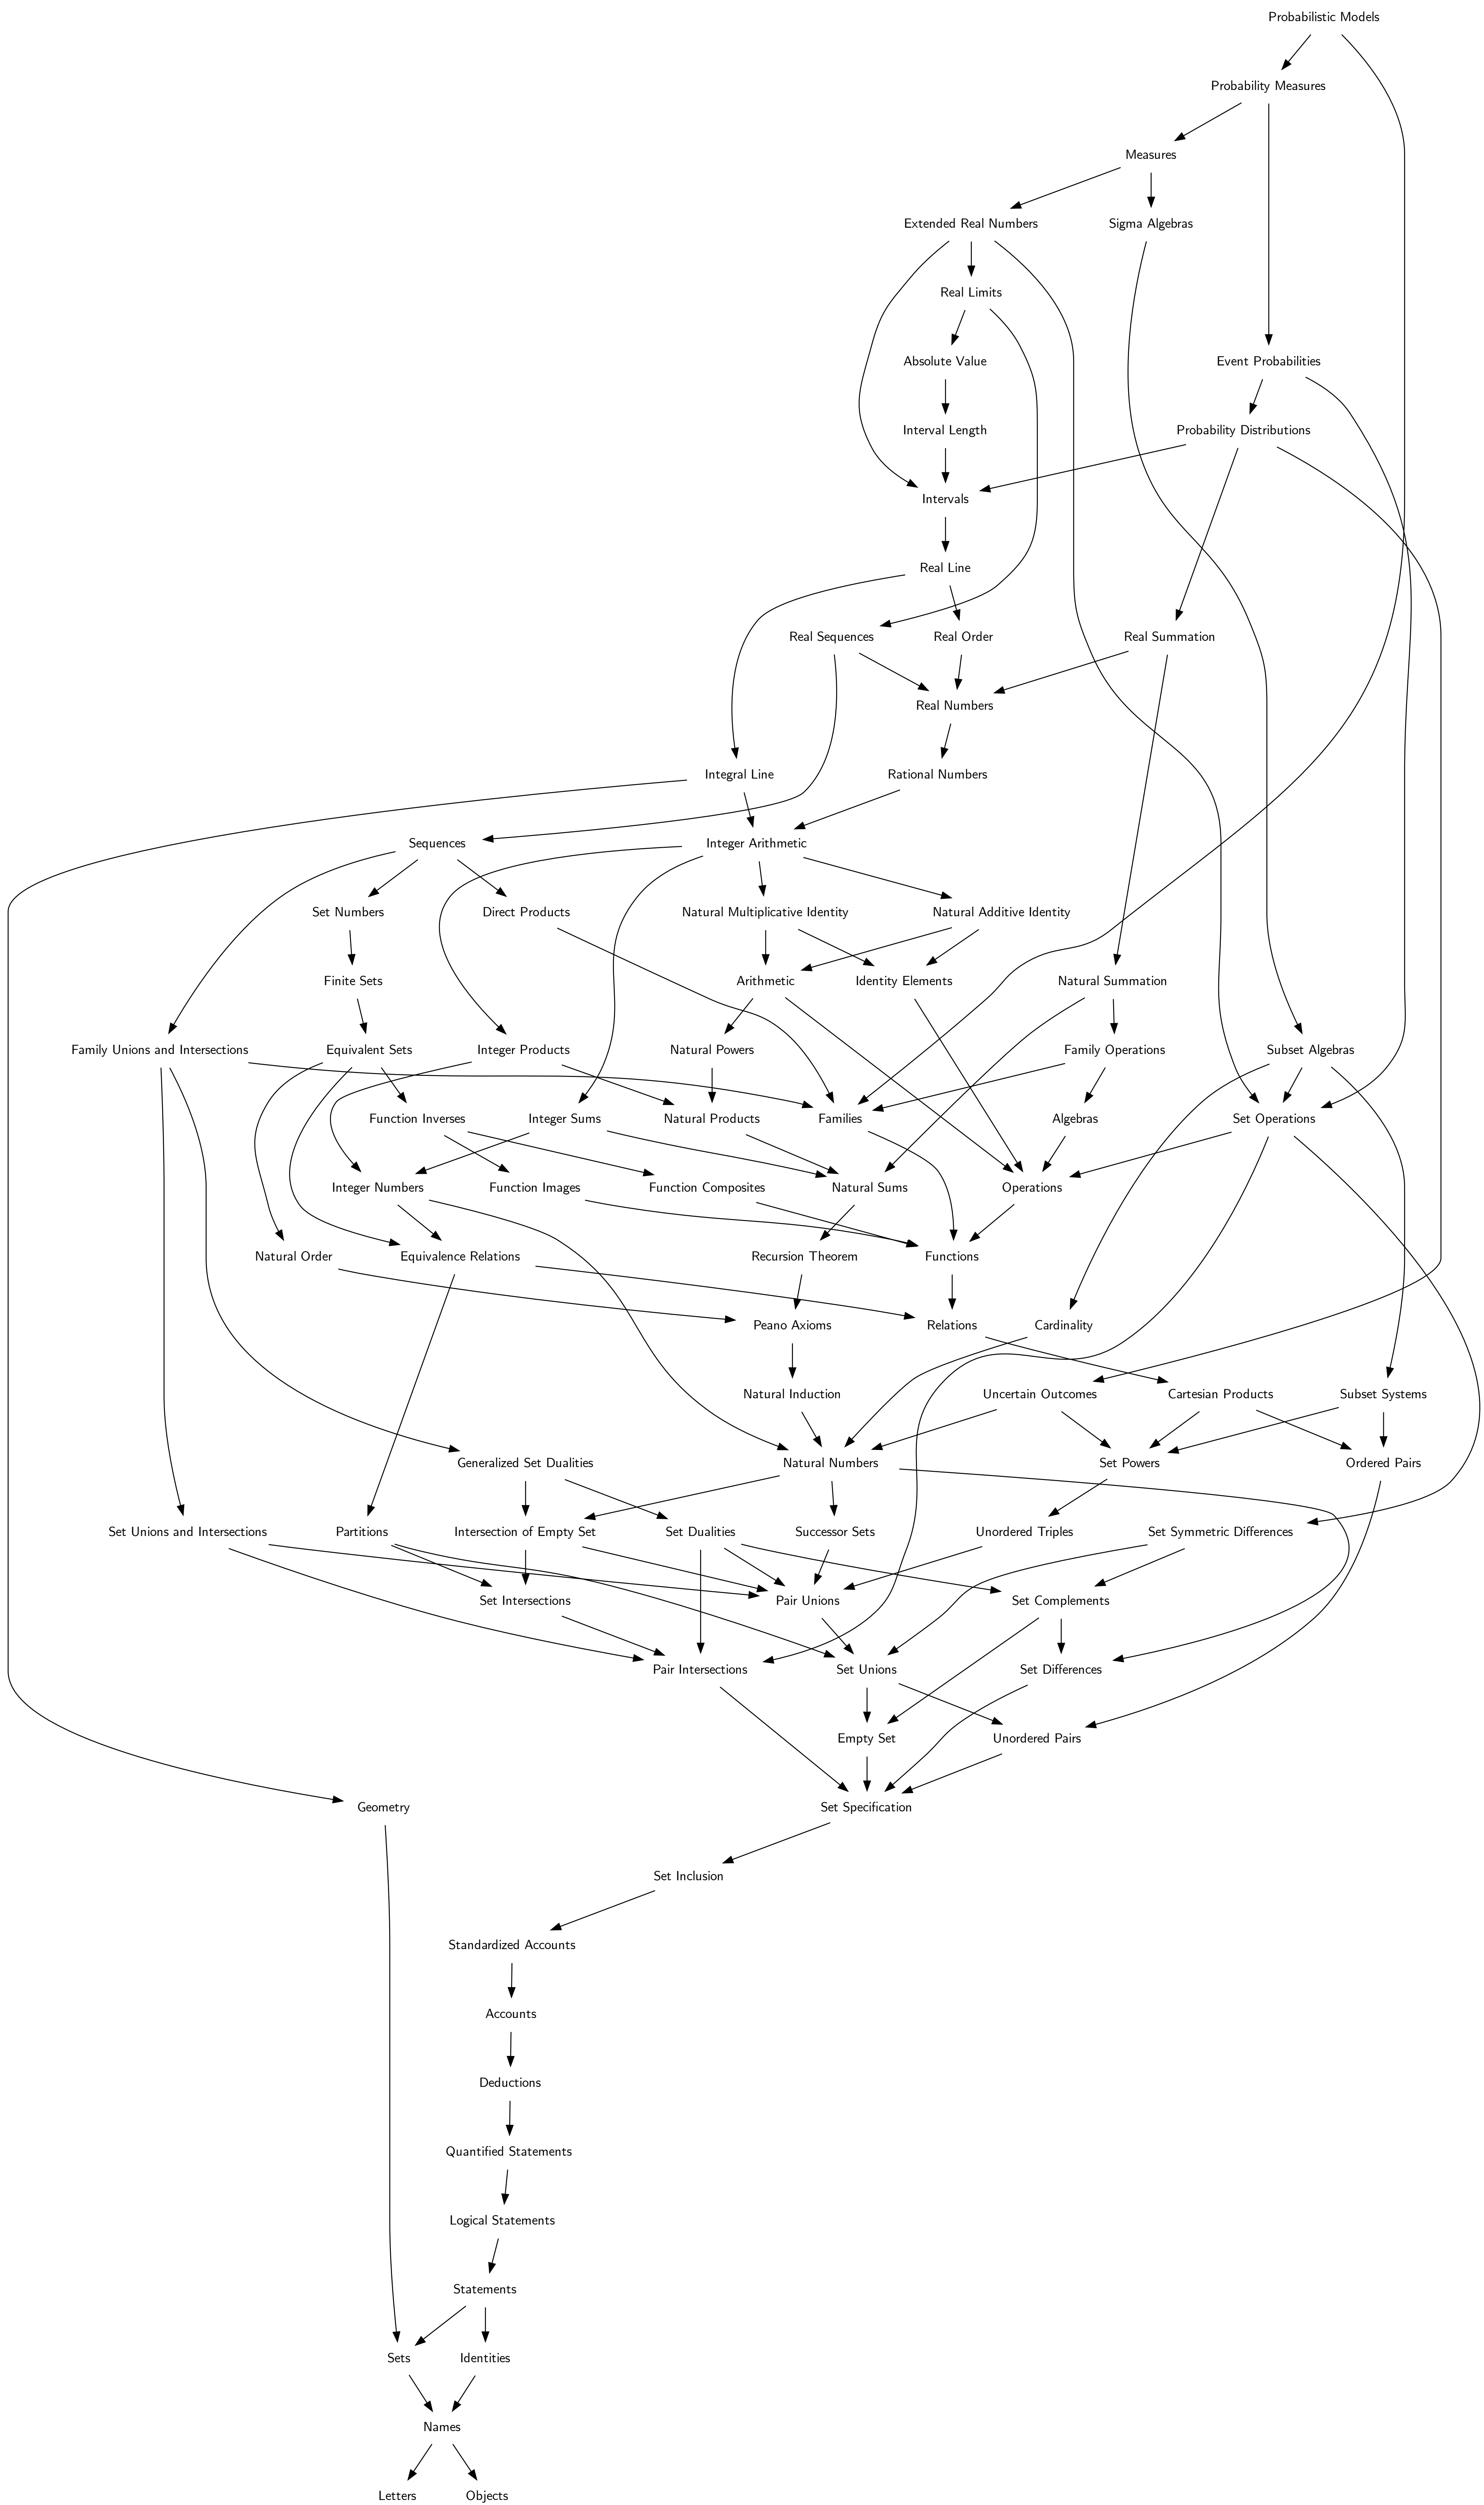 Probabilistic Models
Probability Measures
Measures
Extended Real Numbers
Sigma Algebras
Real Limits
Absolute Value
Event Probabilities
Interval Length
Probability Distributions
Intervals
Real Line
Real Sequences
Real Order
Real Summation
Real Numbers
Integral Line
Rational Numbers
Sequences
Integer Arithmetic
Set Numbers
Direct Products
Natural Multiplicative Identity
Natural Additive Identity
Finite Sets
Arithmetic
Identity Elements
Natural Summation
Family Unions and Intersections
Equivalent Sets
Integer Products
Natural Powers
Family Operations
Subset Algebras
Function Inverses
Integer Sums
Natural Products
Families
Algebras
Set Operations
Integer Numbers
Function Images
Function Composites
Natural Sums
Operations
Natural Order
Equivalence Relations
Recursion Theorem
Functions
Peano Axioms
Relations
Cardinality
Natural Induction
Uncertain Outcomes
Cartesian Products
Subset Systems
Generalized Set Dualities
Natural Numbers
Set Powers
Ordered Pairs
Set Unions and Intersections
Partitions
Intersection of Empty Set
Set Dualities
Successor Sets
Unordered Triples
Set Symmetric Differences
Set Intersections
Pair Unions
Set Complements
Pair Intersections
Set Unions
Set Differences
Empty Set
Unordered Pairs
Geometry
Set Specification
Set Inclusion
Standardized Accounts
Accounts
Deductions
Quantified Statements
Logical Statements
Statements
Sets
Identities
Names
Letters
Objects